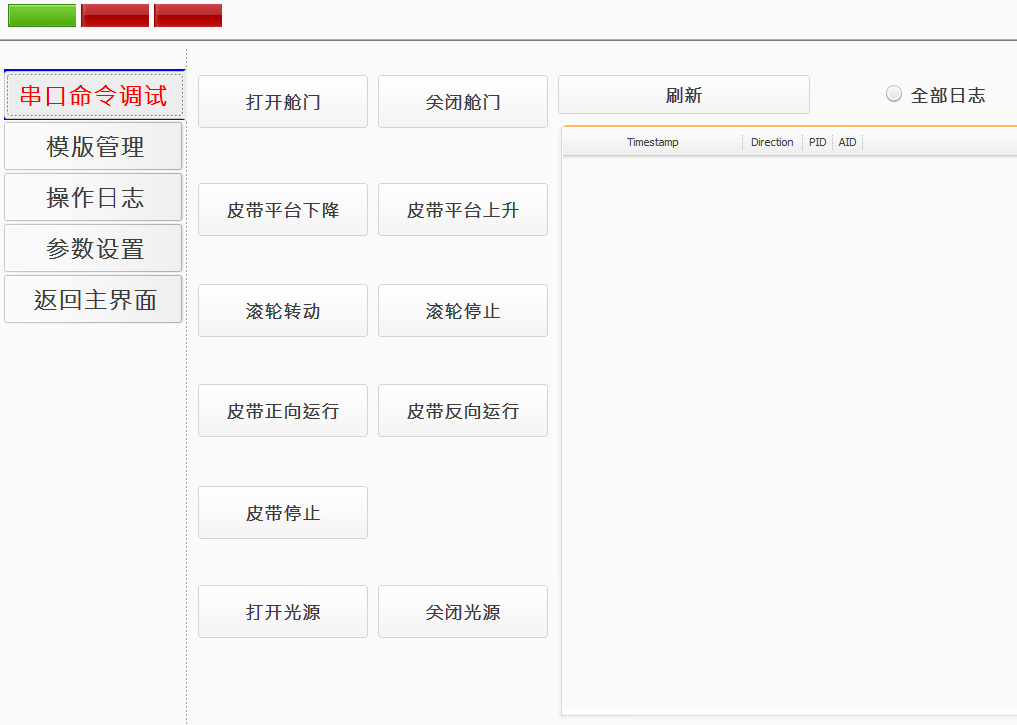 串口命令调试
模版管理
操作日志
参数设置
返回主界面
打开舱门
关闭舱门
皮带平台下降
皮带平台上升
滚轮转动
滚轮停止
皮带正向运行
皮带反向运行
皮带停止
打开光源
关闭光源
刷新
全部日志
Timestamp
Direction
PID
AID